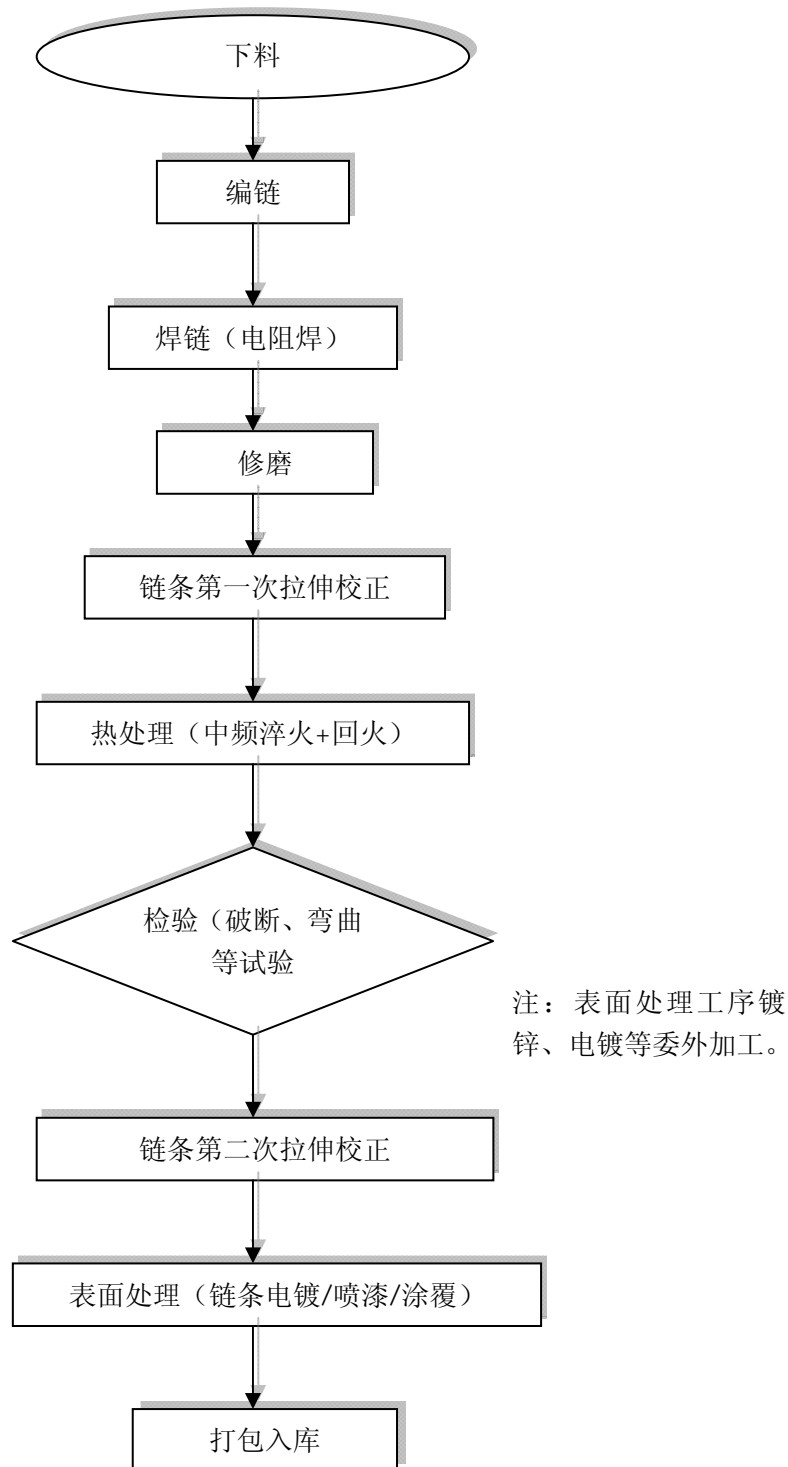 下料
编链
焊链（电阻焊）
修磨
链条第一次拉伸校正
热处理（中频淬火+回火）
检验（破断、弯曲
等试验
注：表面处理工序镀
锌、电镀等委外加工。
链条第二次拉伸校正
表面处理（链条电镀/喷漆/涂覆）
打包入库